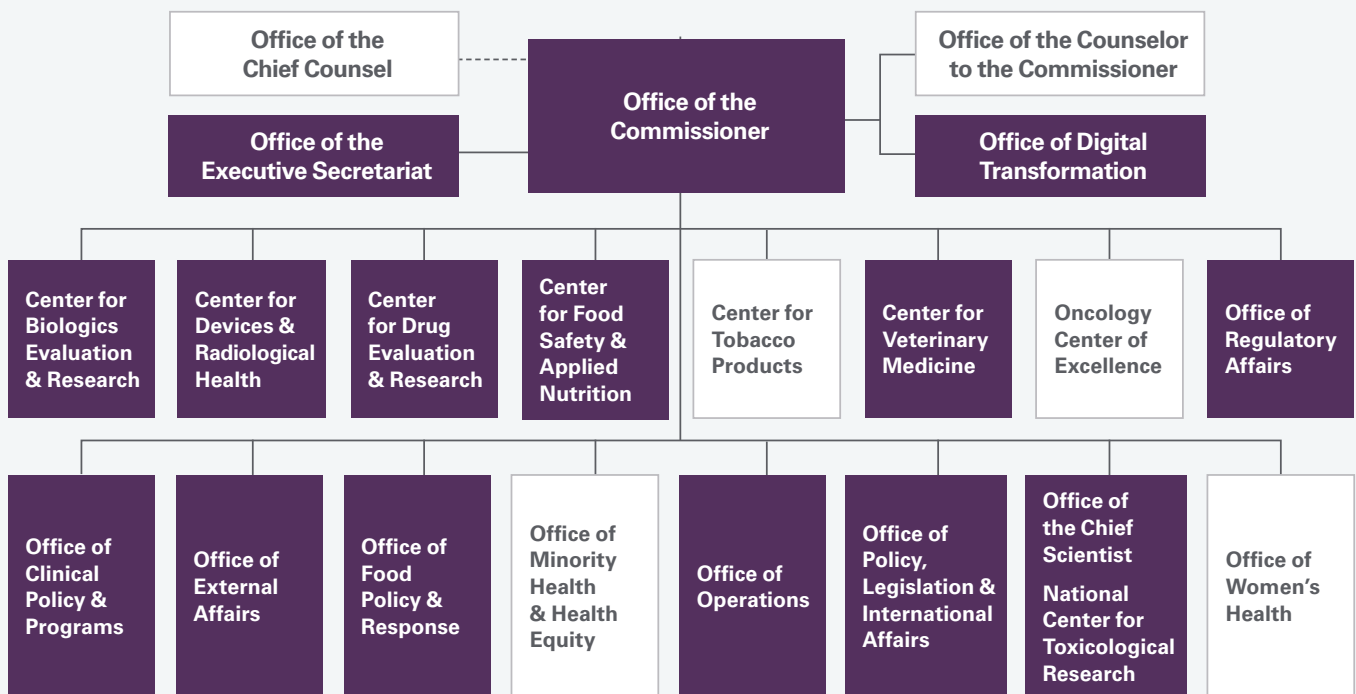 Office of the
Chief Counsel
Office of the
Commissioner
Office of the Counselor
to the Commissioner
Office of the
Executive Secretariat
Office of Digital
Transformation
Center for
Biologics
Evaluation
& Research
Center for
Devices &
Radiological
Health
Center
for Drug
Evaluation
& Research
Center
for Food
Safety &
Applied
Nutrition
Center for
Tobacco
Products
Center for
Veterinary
Medicine
Oncology
Center of
Excellence
Office of
Regulatory
Affairs
Office of
Clinical
Policy &
Programs
Office of
External
Affairs
Office of
Food
Policy &
Response
Office of
Minority
Health
& Health
Equity
Office of
Operations
Office of
Policy,
Legislation &
International
Affairs
Office of
the Chief
Scientist
National
Center for
Toxicological
Research
Office of
Women’s
Health